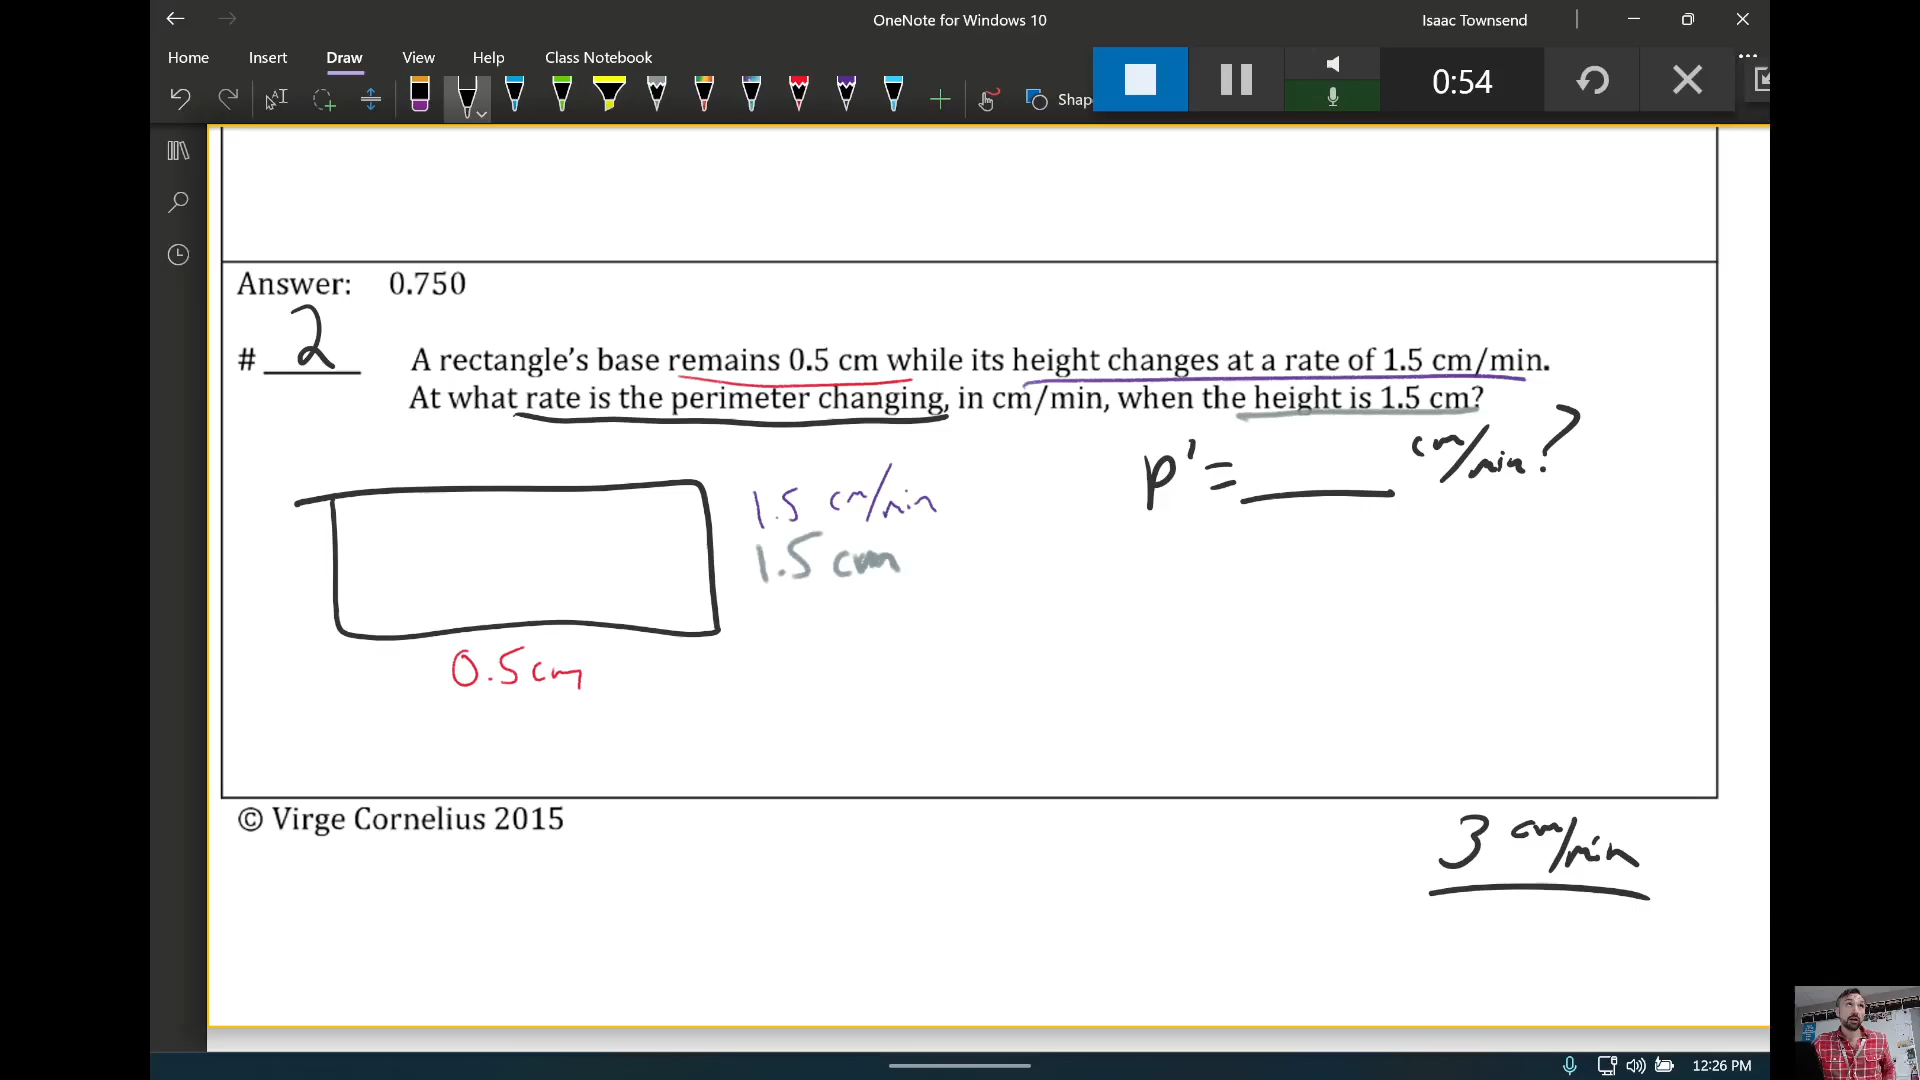 OneNote for Windows 10
Isaac Townsend
Home Insert Draw View Help Class Notebook
Shap
0:54
Answer: 0.750
# 2 A rectangle's base remains 0.5 cm while its height changes at a rate of 1.5 cm/min.
At what rate is the perimeter changing, in cm/min, when the height is 1.5 cm?
p' = ____ cm/min?
1.5 cm/min
1.5 cm
0.5 cm
© Virge Cornelius 2015
3 cm/min
12:26 PM